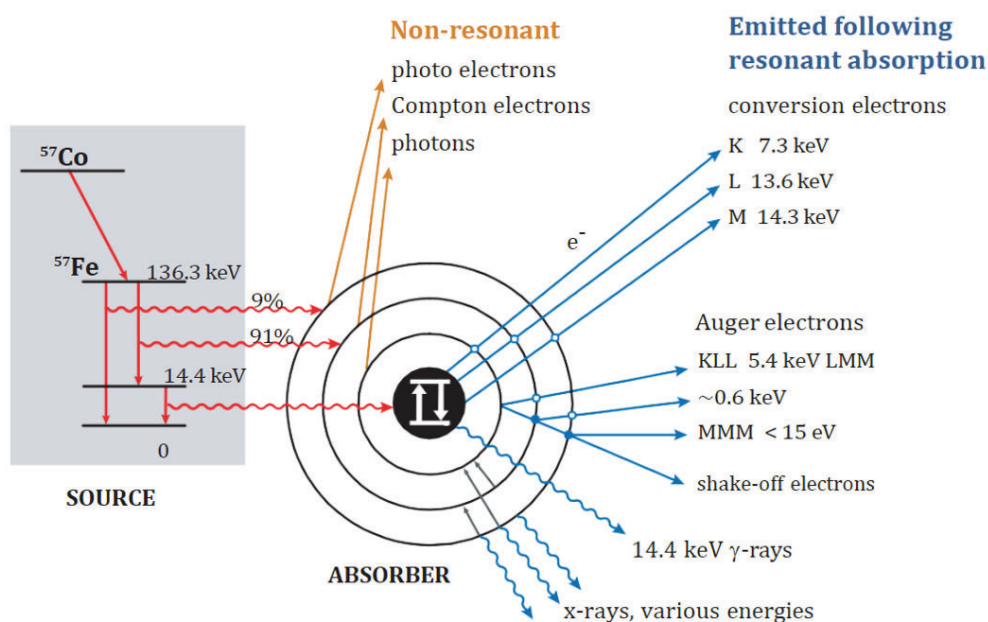 Non-resonant
photo electrons
Compton electrons
photons
Emitted following
resonant absorption
conversion electrons
K 7.3 keV
L 13.6 keV
M 14.3 keV
e⁻
⁵⁷Co
⁵⁷Fe
136.3 keV
9%
91%
14.4 keV
0
SOURCE
ABSORBER
Auger electrons
KLL 5.4 keV LMM
~0.6 keV
MMM < 15 eV
shake-off electrons
14.4 keV γ-rays
x-rays, various energies